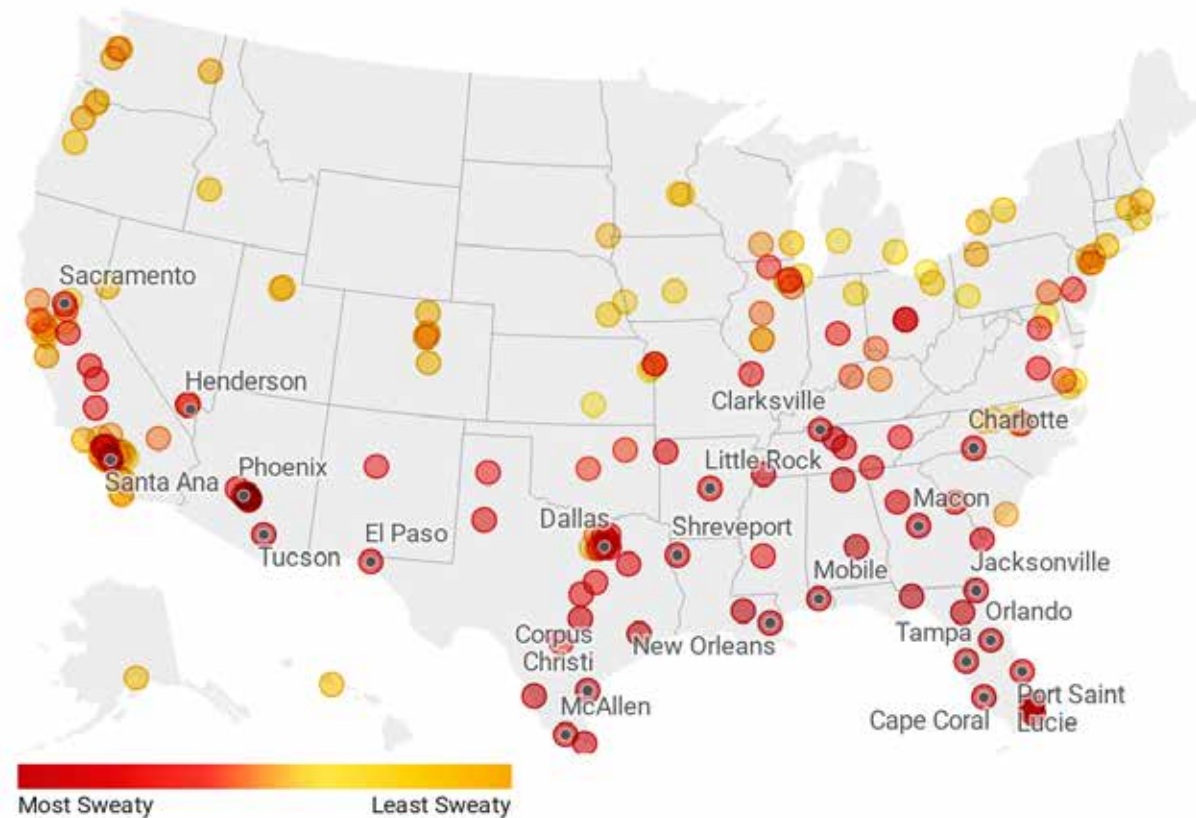 Sacramento
Henderson
Clarksville
Charlotte
Santa Ana
Phoenix
Little Rock
Macon
Tucson
El Paso
Dallas
Shreveport
Mobile
Jacksonville
Orlando
Tampa
Corpus
Christi
New Orleans
McAllen
Cape Coral
Port Saint
Lucie
Most Sweaty
Least Sweaty